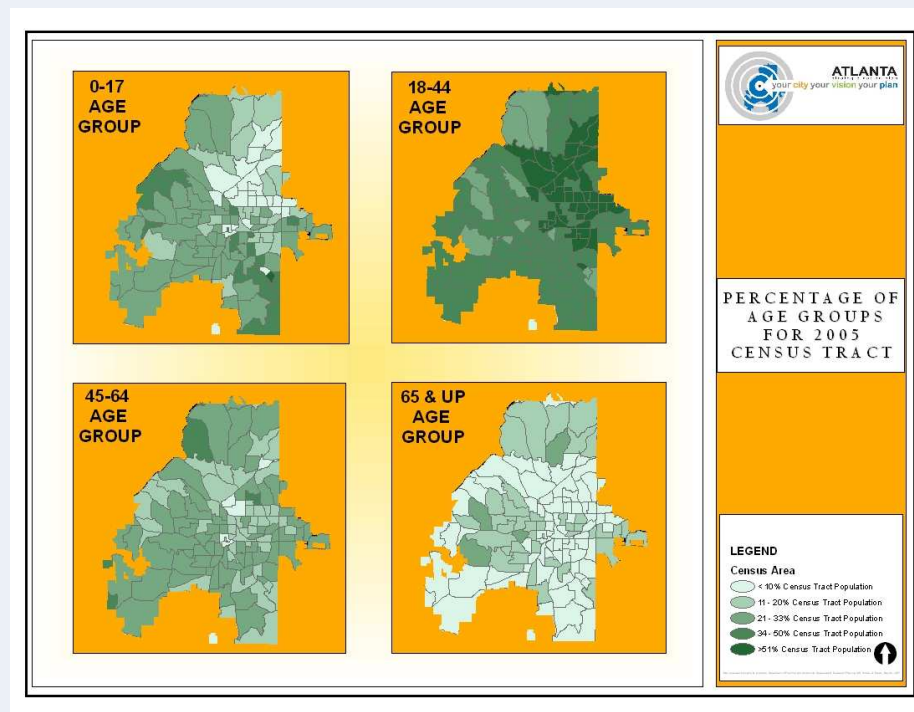 0-17
AGE
GROUP
18-44
AGE
GROUP
45-64
AGE
GROUP
65 & UP
AGE
GROUP
ATLANTA
your city your vision your plan
PERCENTAGE OF
AGE GROUPS
FOR 2005
CENSUS TRACT
LEGEND
Census Area
< 10% Census Tract Population
11 - 20% Census Tract Population
21 - 33% Census Tract Population
34 - 50% Census Tract Population
>51% Census Tract Population